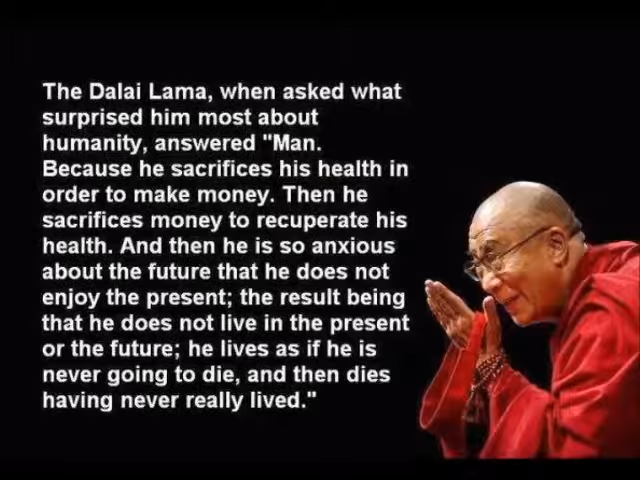 The Dalai Lama, when asked what
surprised him most about
humanity, answered "Man.
Because he sacrifices his health in
order to make money. Then he
sacrifices money to recuperate his
health. And then he is so anxious
about the future that he does not
enjoy the present; the result being
that he does not live in the present
or the future; he lives as if he is
never going to die, and then dies
having never really lived."